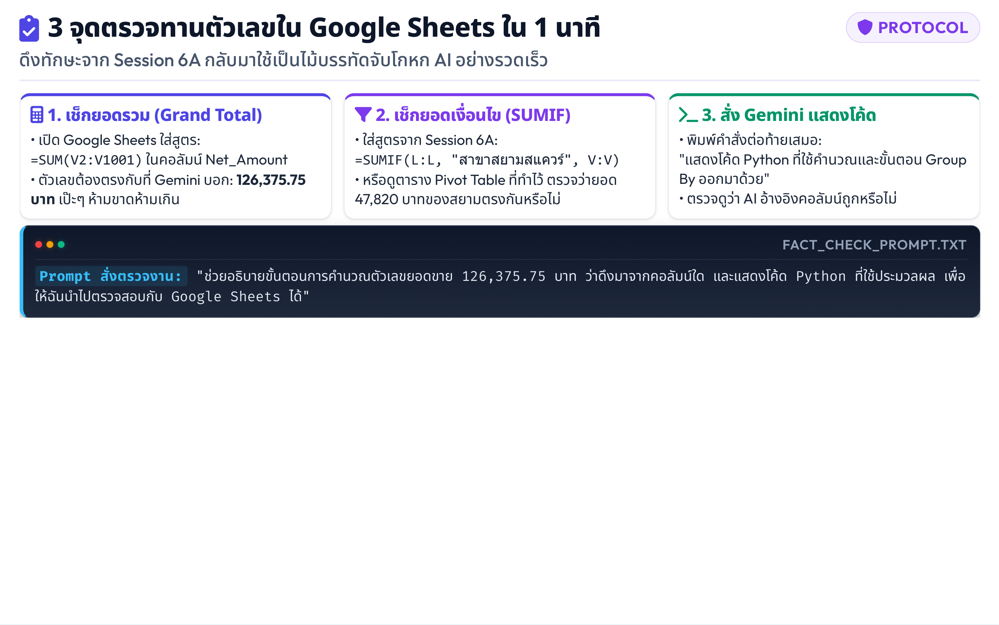 3 จุดตรวจทานตัวเลขใน Google Sheets ใน 1 นาที
PROTOCOL
ดึงทักษะจาก Session 6A กลับมาใช้เป็นไม้บรรทัดจับโกหก AI อย่างรวดเร็ว
1. เช็กยอดรวม (Grand Total)
• เปิด Google Sheets ใส่สูตร:
=SUM(V2:V1001) ในคอลัมน์ Net_Amount
• ตัวเลขต้องตรงกับที่ Gemini บอก: 126,375.75
บาท เป๊ะๆ ห้ามขาดห้ามเกิน
2. เช็กยอดเงื่อนไข (SUMIF)
• ใส่สูตรจาก Session 6A:
=SUMIF(L:L, "สาขาสยามสแควร์", V:V)
• หรือดูตาราง Pivot Table ที่ทำไว้ ตรวจว่ายอด
47,820 บาทของสยามตรงกันหรือไม่
3. สั่ง Gemini แสดงโค้ด
• พิมพ์คำสั่งต่อท้ายเสมอ:
"แสดงโค้ด Python ที่ใช้คำนวณและขั้นตอน Group
By ออกมาด้วย"
• ตรวจดูว่า AI อ้างอิงคอลัมน์ถูกหรือไม่
FACT_CHECK_PROMPT.TXT
Prompt สั่งตรวจงาน: "ช่วยอธิบายขั้นตอนการคำนวณตัวเลขยอดขาย 126,375.75 บาท ว่าดึงมาจากคอลัมน์ใด และแสดงโค้ด Python ที่ใช้ประมวลผล เพื่อ
ให้ฉันนำไปตรวจสอบกับ Google Sheets ได้"